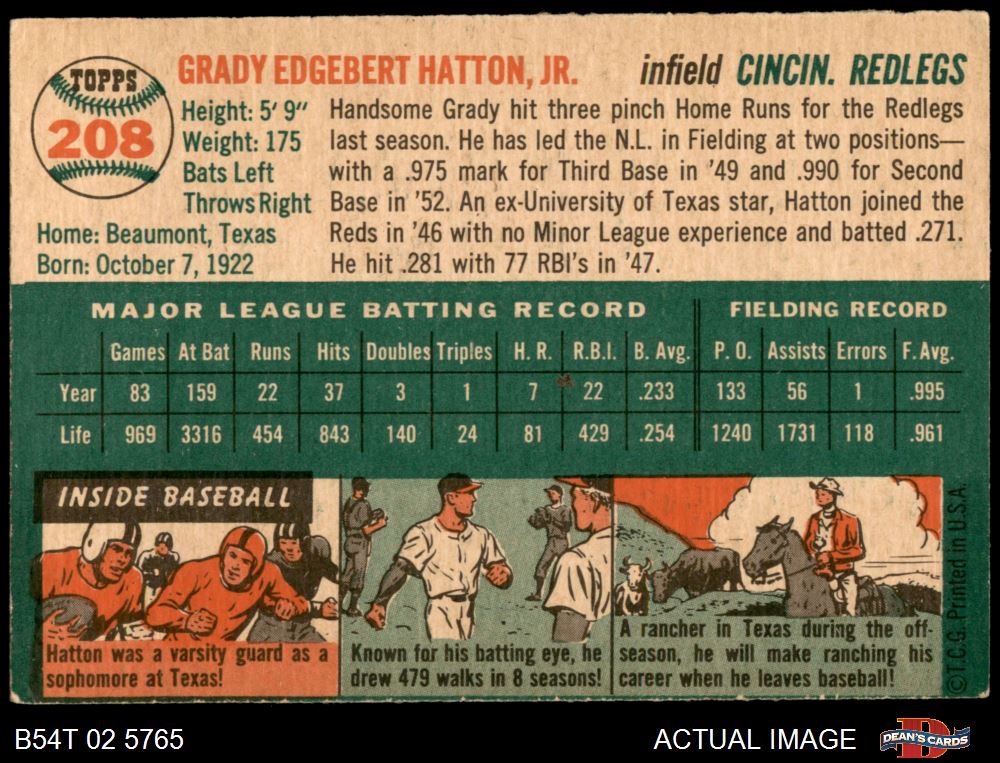 TOPPS
208
GRADY EDGEBERT HATTON, JR. infield CINCIN. REDLEGS
Height: 5' 9"
Weight: 175
Bats Left
Throws Right
Home: Beaumont, Texas
Born: October 7, 1922
Handsome Grady hit three pinch Home Runs for the Redlegs
last season. He has led the N.L. in Fielding at two positions—
with a .975 mark for Third Base in '49 and .990 for Second
Base in '52. An ex-University of Texas star, Hatton joined the
Reds in '46 with no Minor League experience and batted .271.
He hit .281 with 77 RBI's in '47.
MAJOR LEAGUE BATTING RECORD FIELDING RECORD
Games At Bat Runs Hits Doubles Triples H. R. R.B.I. B. Avg. P. O. Assists Errors F. Avg.
Year 83 159 22 37 3 1 7 22 .233 133 56 1 .995
Life 969 3316 454 843 140 24 81 429 .254 1240 1731 118 .961
INSIDE BASEBALL
Hatton was a varsity guard as a
sophomore at Texas!
Known for his batting eye, he
drew 479 walks in 8 seasons!
A rancher in Texas during the off-
season, he will make ranching his
career when he leaves baseball!
©T.C.G. Printed in U.S.A.
B54T 02 5765
ACTUAL IMAGE
D
DEAN'S CARDS